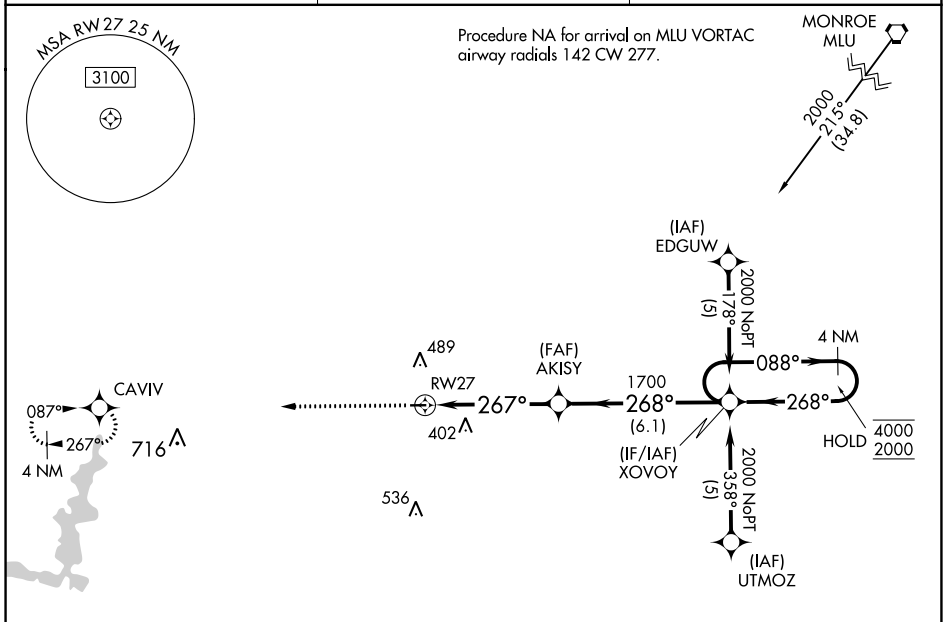 MSA RW27 25 NM
3100
Procedure NA for arrival on MLU VORTAC
airway radials 142 CW 277.
MONROE
MLU
2000
215°
(34.8)
(IAF)
EDGUW
2000 NoPT
178°
(5)
4 NM
088°
489
(FAF)
AKISY
RW27
1700
CAVIV
087°
267°
268°
268°
(6.1)
402
HOLD
4000
2000
267°
4 NM
716
(IF/IAF)
XOVOY
2000 NoPT
358°
(5)
536
(IAF)
UTMOZ